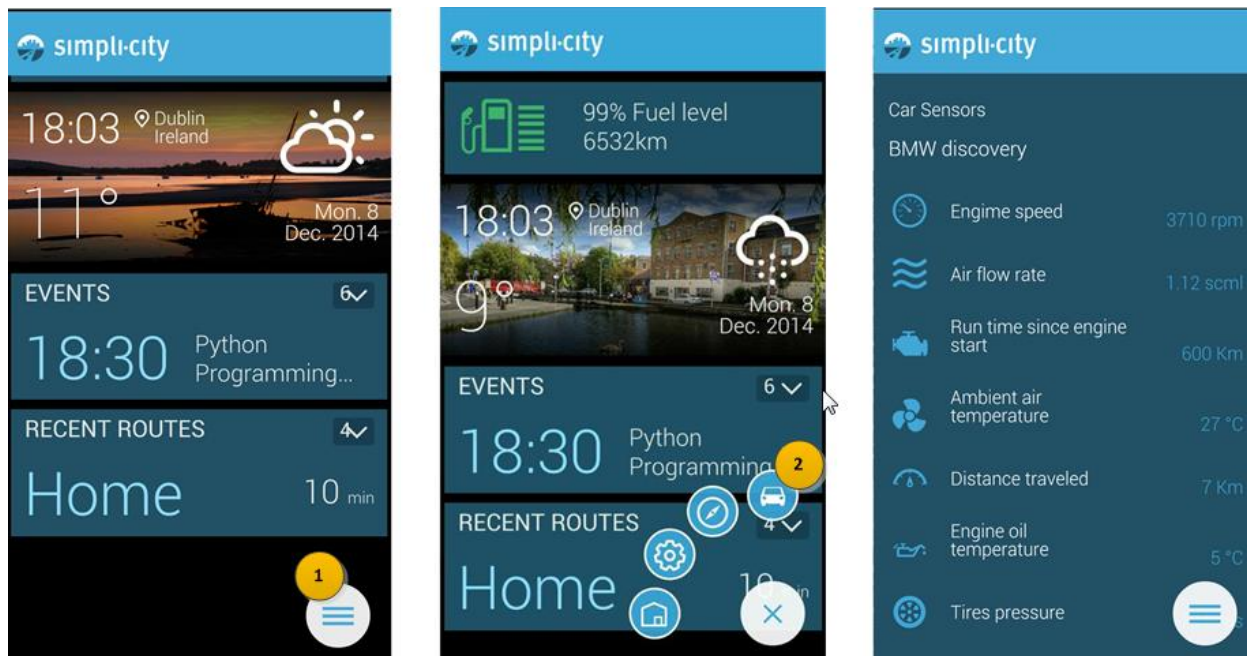 simpli·city
18:03 Dublin
Ireland
11°
Mon. 8
Dec. 2014
EVENTS 6
18:30 Python
Programming...
RECENT ROUTES 4
Home 10 min
1
simpli·city
99% Fuel level
6532km
18:03 Dublin
Ireland
9°
Mon. 8
Dec. 2014
EVENTS 6
18:30 Python
Programming
2
RECENT ROUTES 4
Home 10 in
simpli·city
Car Sensors
BMW discovery
Engime speed 3710 rpm
Air flow rate 1.12 scml
Run time since engine
start 600 Km
Ambient air
temperature 27 °C
Distance traveled 7 Km
Engine oil
temperature 5 °C
Tires pressure s